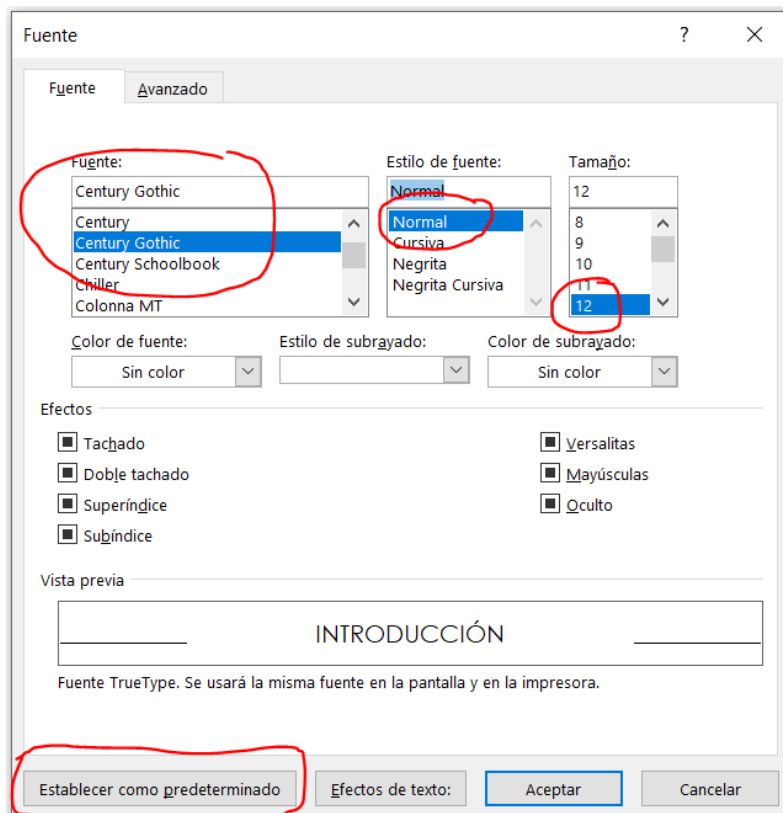 Fuente ?
Fuente Avanzado
Fuente: Estilo de fuente: Tamaño:
Century Gothic Normal 12
Century Normal 8
Century Gothic Cursiva 9
Century Schoolbook Negrita 10
Chiller Negrita Cursiva 11
Colonna MT 12
Color de fuente: Estilo de subrayado: Color de subrayado:
Sin color Sin color
Efectos
Tachado Versalitas
Doble tachado Mayúsculas
Superíndice Oculto
Subíndice
Vista previa
INTRODUCCIÓN
Fuente TrueType. Se usará la misma fuente en la pantalla y en la impresora.
Establecer como predeterminado Efectos de texto: Aceptar Cancelar